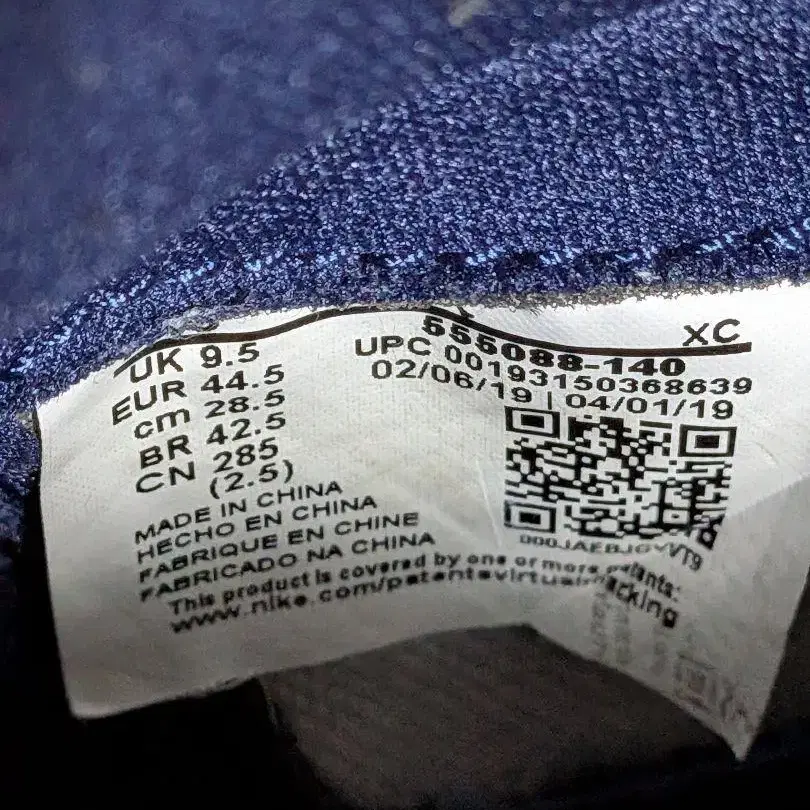 UK 9.5
EUR 44.5
cm 28.5
BR 42.5
CN 285
(2.5)
XC
555088-140
UPC 00193150368639
02/06/19 | 04/01/19
MADE IN CHINA
HECHO EN CHINA
FABRIQUE EN CHINE
FABRICADO NA CHINA
This product is covered by one or more patents:
www.nike.com/patentsvirtualmarking